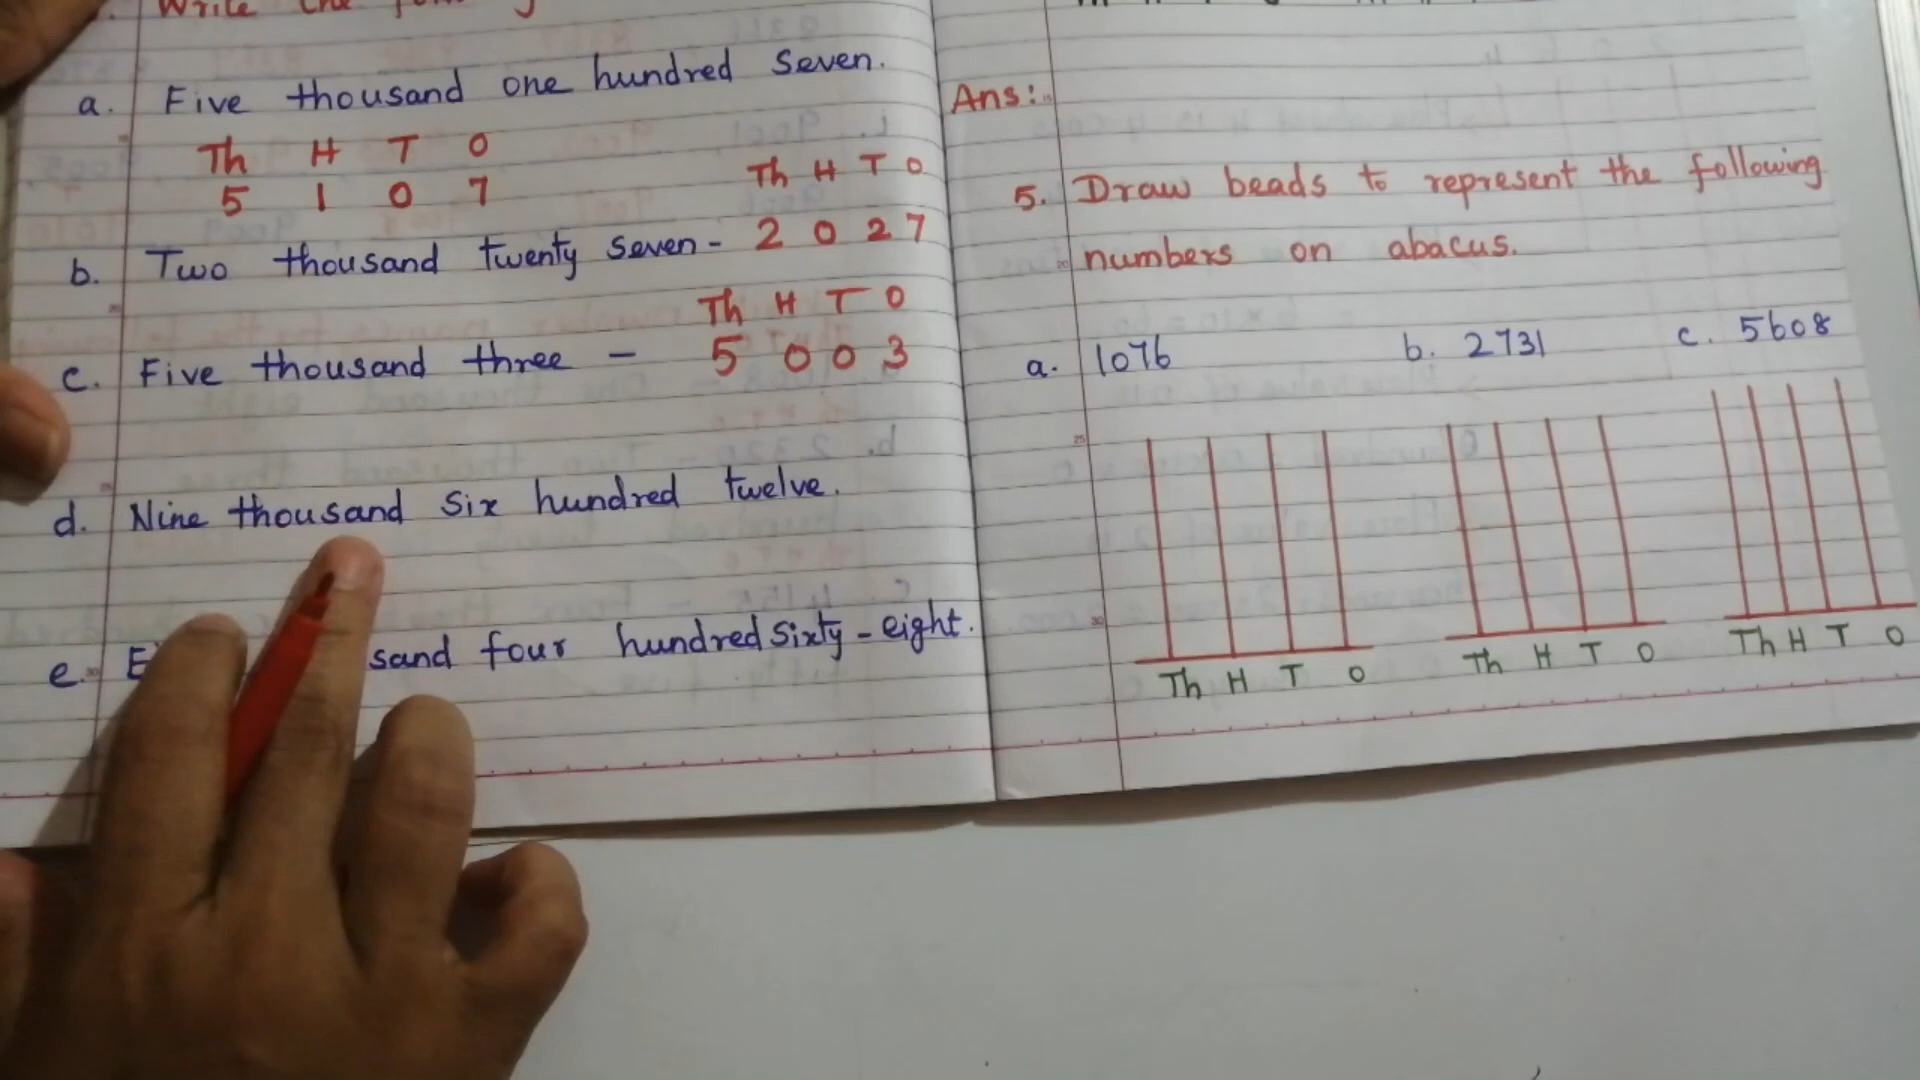 Write the
a. Five thousand one hundred seven.
Th H T O
5 1 0 7
Th H T O
b. Two thousand twenty seven - 2 0 2 7
Th H T O
c. Five thousand three - 5 0 0 3
d. Nine thousand six hundred twelve.
e. sand four hundred sixty-eight.
Ans:
5. Draw beads to represent the following
numbers on abacus.
a. 1076 b. 2731 c. 5608
Th H T O Th H T O Th H T O